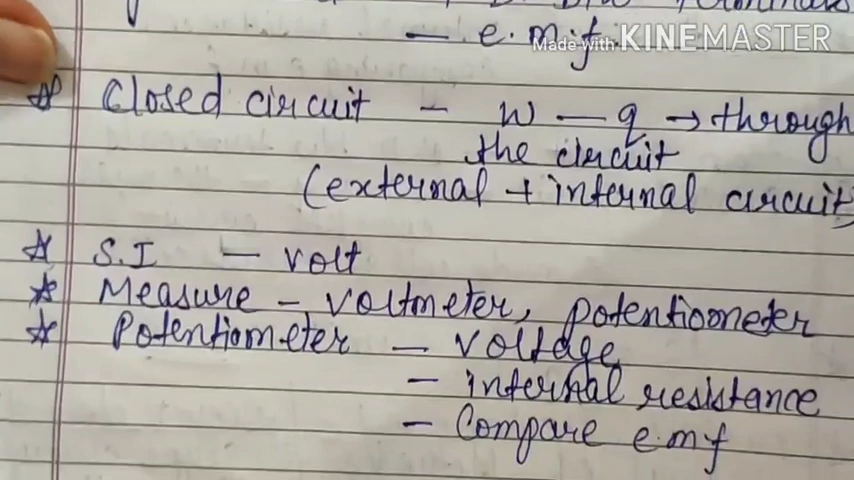 terminals
— e.m.f.
Made with KINEMASTER
☆ Closed circuit - W — q → through
the circuit
(external + internal circuit)
☆ S.I — volt
☆ Measure - voltmeter, potentiometer
☆ Potentiometer — voltage
- internal resistance
- Compare e.m.f